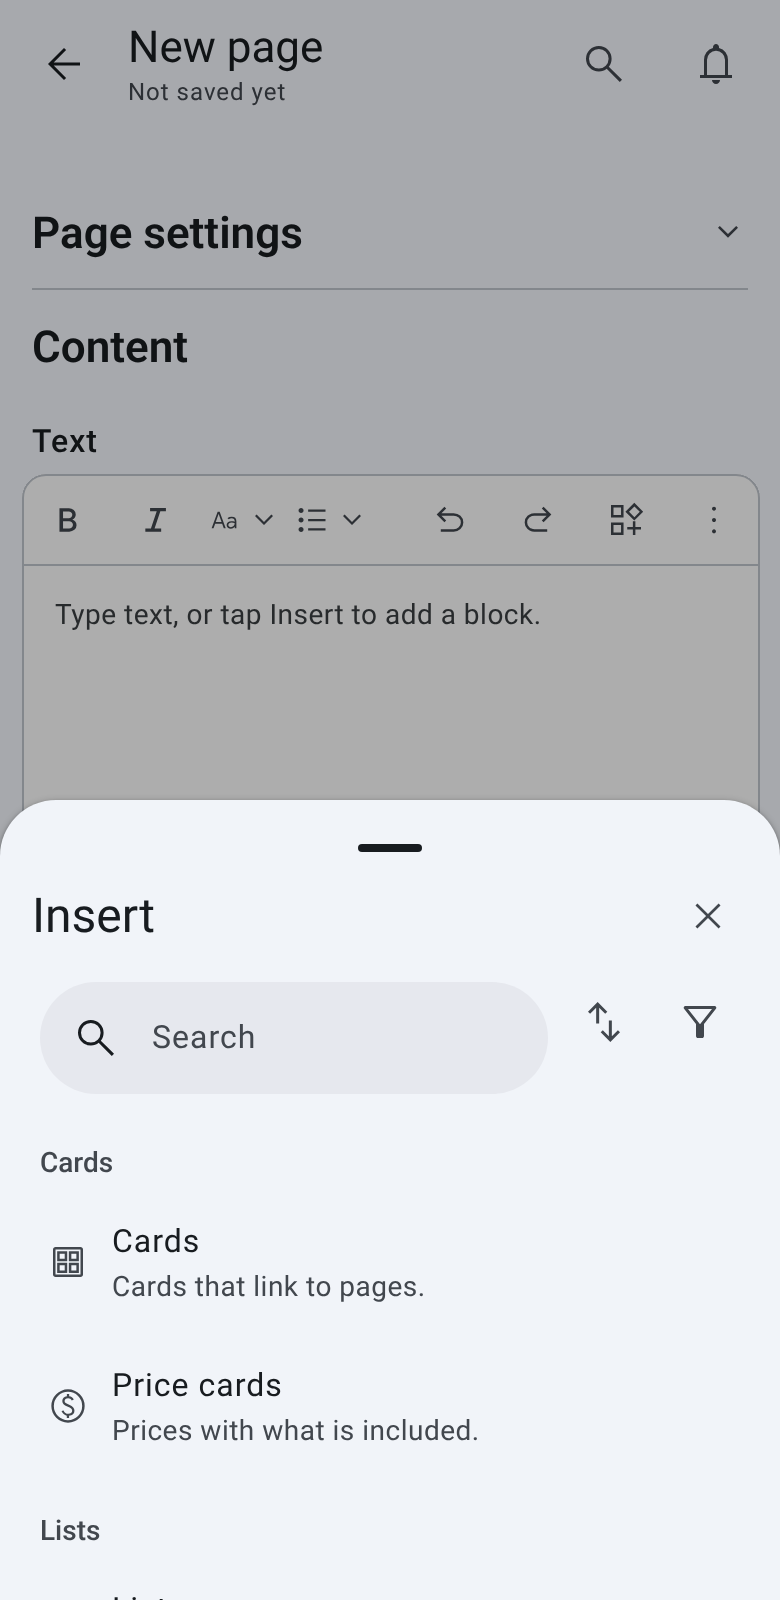 New page
Not saved yet
Page settings
Content
Text
B I Aa
Type text, or tap Insert to add a block.
Insert
Search
Cards
Cards
Cards that link to pages.
Price cards
Prices with what is included.
Lists